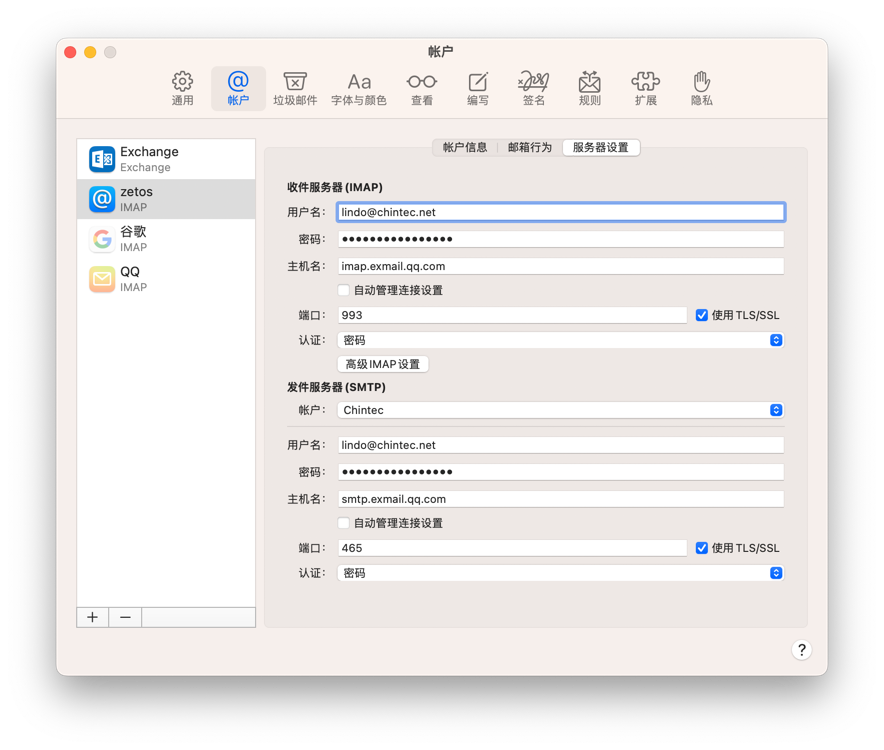 帐户
通用
帐户
垃圾邮件
字体与颜色
查看
编写
签名
规则
扩展
隐私
Exchange
Exchange
zetos
IMAP
谷歌
IMAP
QQ
IMAP
帐户信息 邮箱行为 服务器设置
收件服务器 (IMAP)
用户名: lindo@chintec.net
密码: ••••••••••••••••
主机名: imap.exmail.qq.com
自动管理连接设置
端口: 993 使用 TLS/SSL
认证: 密码
高级 IMAP 设置
发件服务器 (SMTP)
帐户: Chintec
用户名: lindo@chintec.net
密码: ••••••••••••••••
主机名: smtp.exmail.qq.com
自动管理连接设置
端口: 465 使用 TLS/SSL
认证: 密码
+ −
?